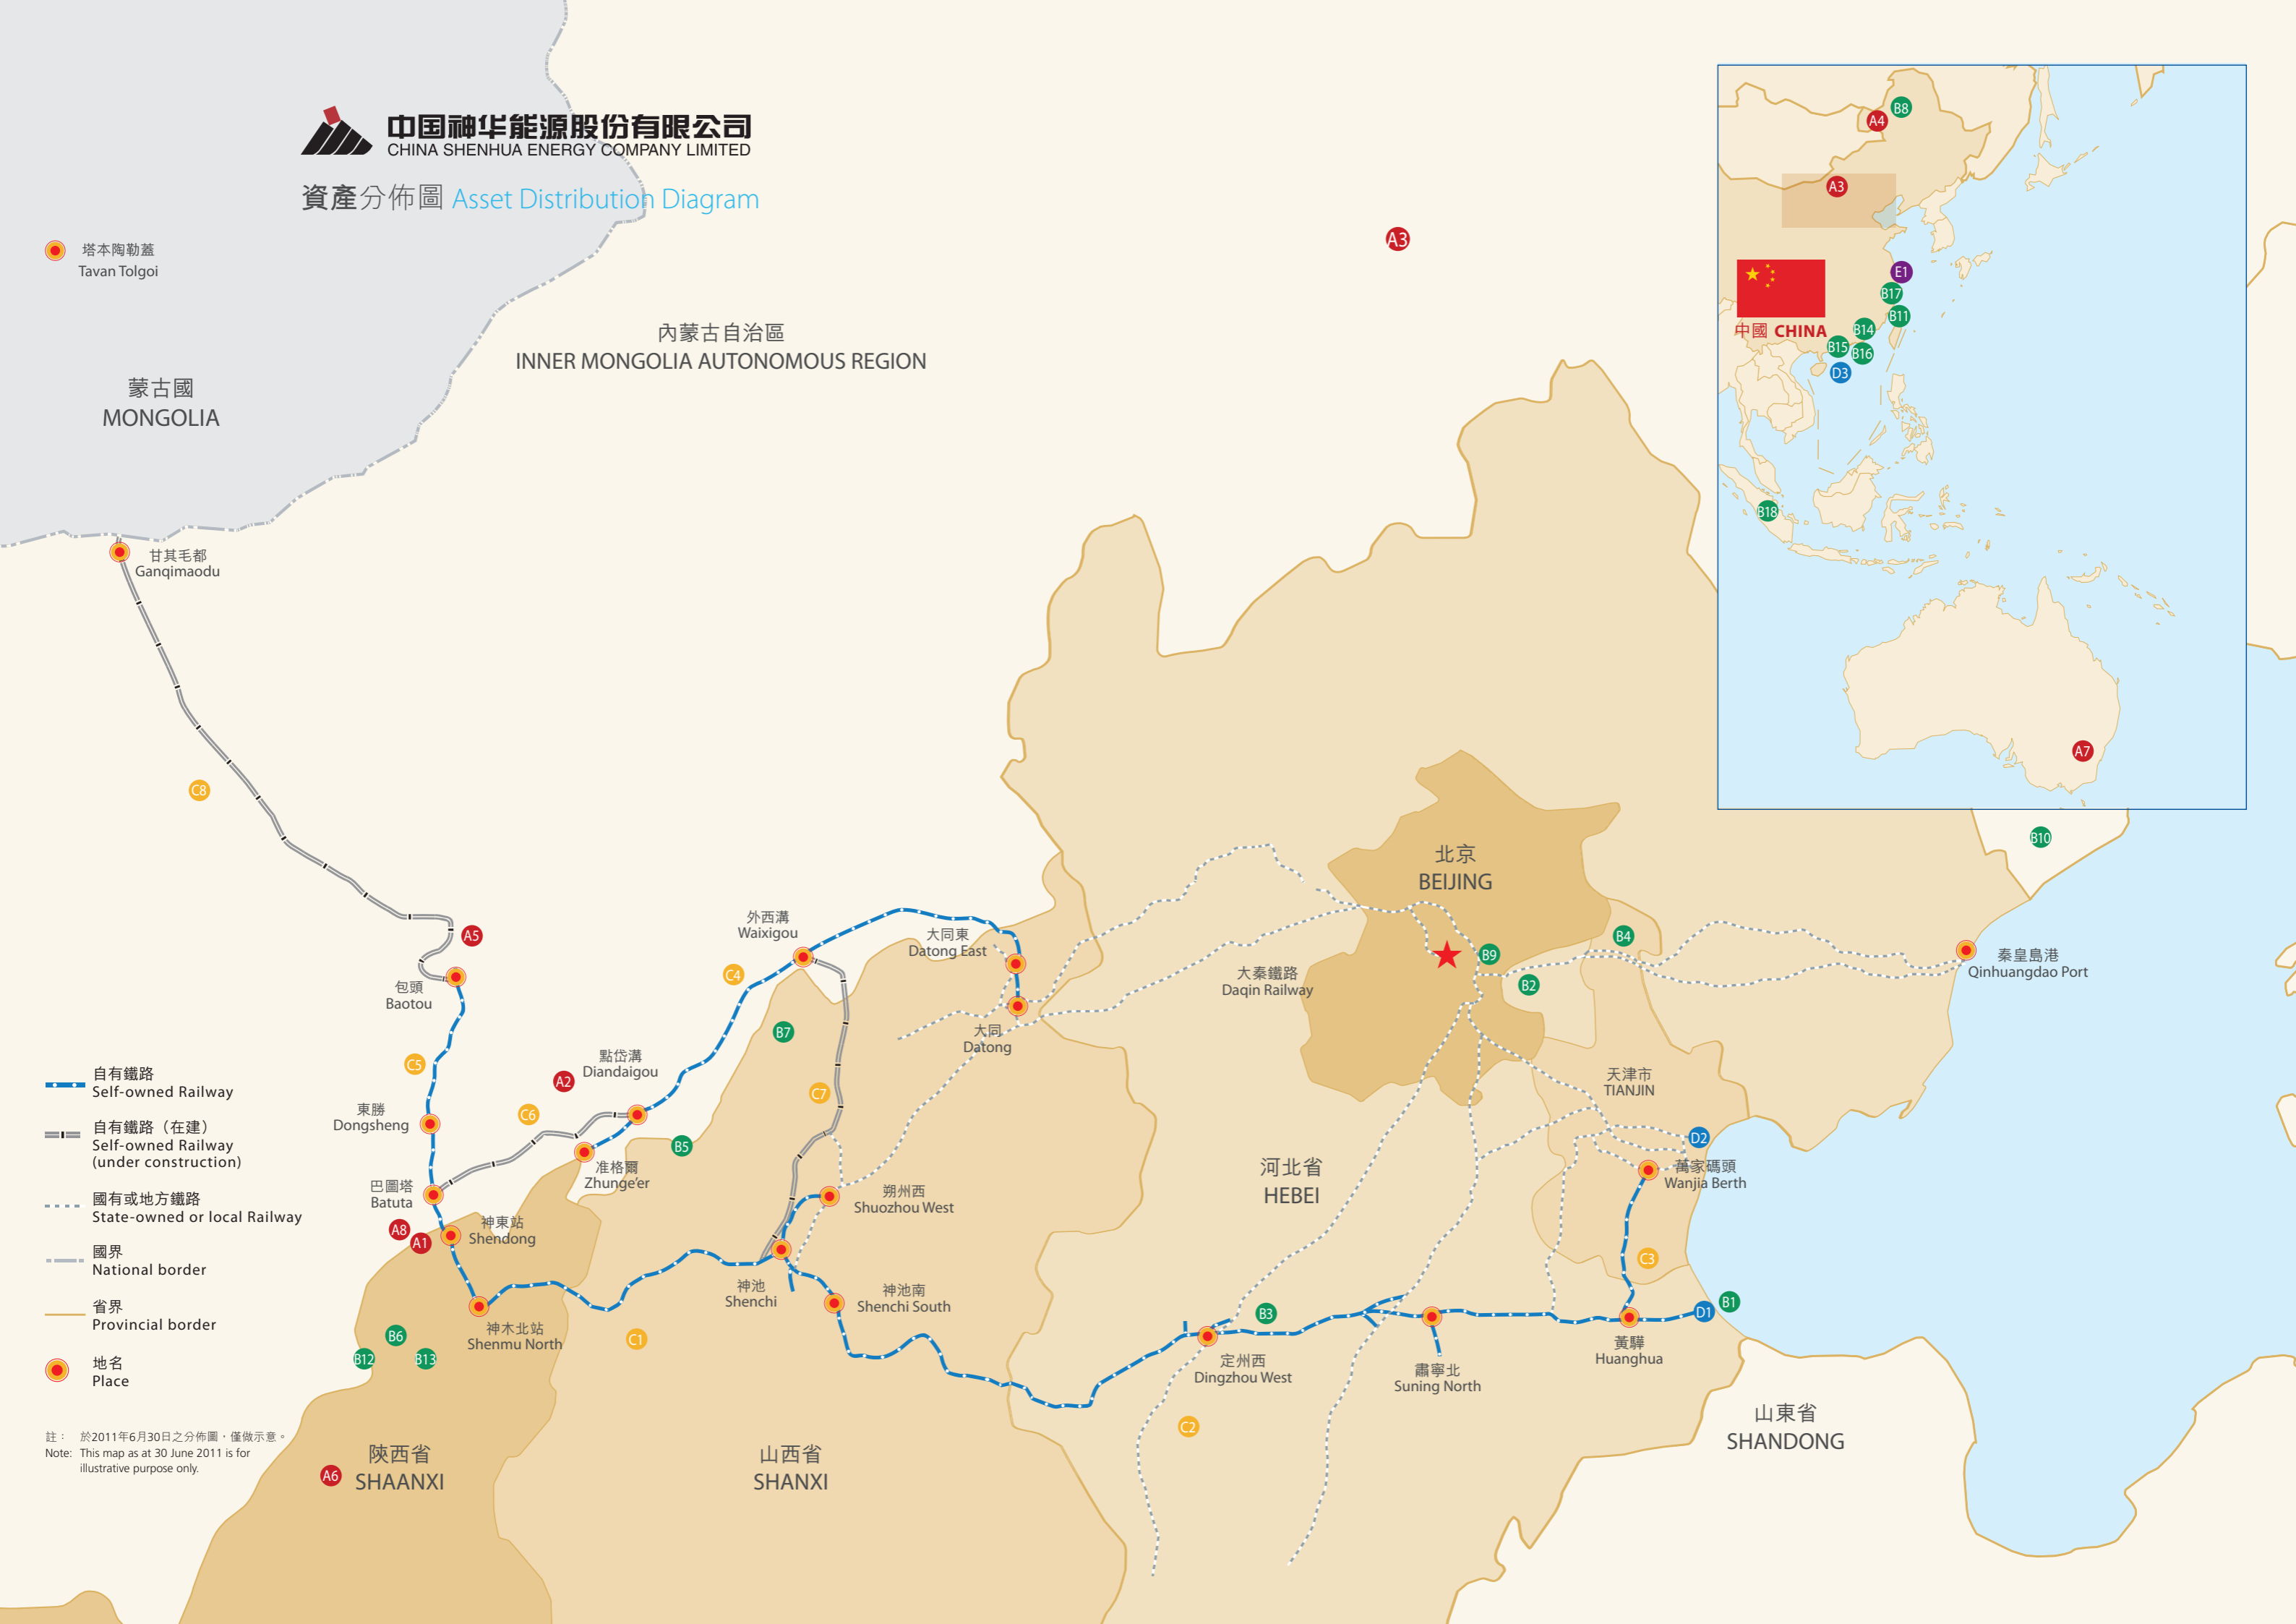 中国神华能源股份有限公司
CHINA SHENHUA ENERGY COMPANY LIMITED
資產分佈圖 Asset Distribution Diagram
塔本陶勒蓋
Tavan Tolgoi
A3
內蒙古自治區
INNER MONGOLIA AUTONOMOUS REGION
蒙古國
MONGOLIA
B8
A4
A3
E1
B17
B11
中國 CHINA
B14
B15
B16
D3
B18
A7
甘其毛都
Ganqimaodu
C8
B10
北京
BEIJING
外西溝
Waixigou
A5
大同東
Datong East
B4
B9
秦皇島港
Qinhuangdao Port
包頭
Baotou
C4
大秦鐵路
Daqin Railway
B2
B7
大同
Datong
C5
點岱溝
Diandaigou
A2
C7
天津市
TIANJIN
東勝
Dongsheng
C6
B5
D2
准格爾
Zhunge'er
河北省
HEBEI
萬家碼頭
Wanjia Berth
巴圖塔
Batuta
朔州西
Shuozhou West
A8
A1
神東站
Shendong
C3
神池
Shenchi
神池南
Shenchi South
B3
D1
B1
B6
神木北站
Shenmu North
C1
黃驊
Huanghua
B12
B13
定州西
Dingzhou West
肅寧北
Suning North
C2
山東省
SHANDONG
A6
陝西省
SHAANXI
山西省
SHANXI
自有鐵路
Self-owned Railway
自有鐵路（在建）
Self-owned Railway
(under construction)
國有或地方鐵路
State-owned or local Railway
國界
National border
省界
Provincial border
地名
Place
註： 於2011年6月30日之分佈圖，僅做示意。
Note: This map as at 30 June 2011 is for
illustrative purpose only.